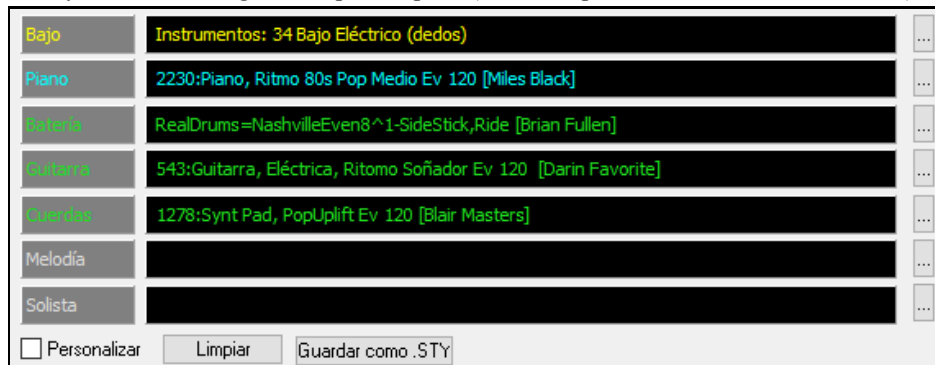 Bajo Instrumentos: 34 Bajo Eléctrico (dedos) ...
Piano 2230:Piano, Ritmo 80s Pop Medio Ev 120 [Miles Black] ...
Batería RealDrums=NashvilleEven8^1-SideStick,Ride [Brian Fullen] ...
Guitarra 543:Guitarra, Eléctrica, Ritomo Soñador Ev 120 [Darin Favorite] ...
Cuerdas 1278:Synt Pad, PopUplift Ev 120 [Blair Masters] ...
Melodía ...
Solista ...
Personalizar Limpiar Guardar como .STY